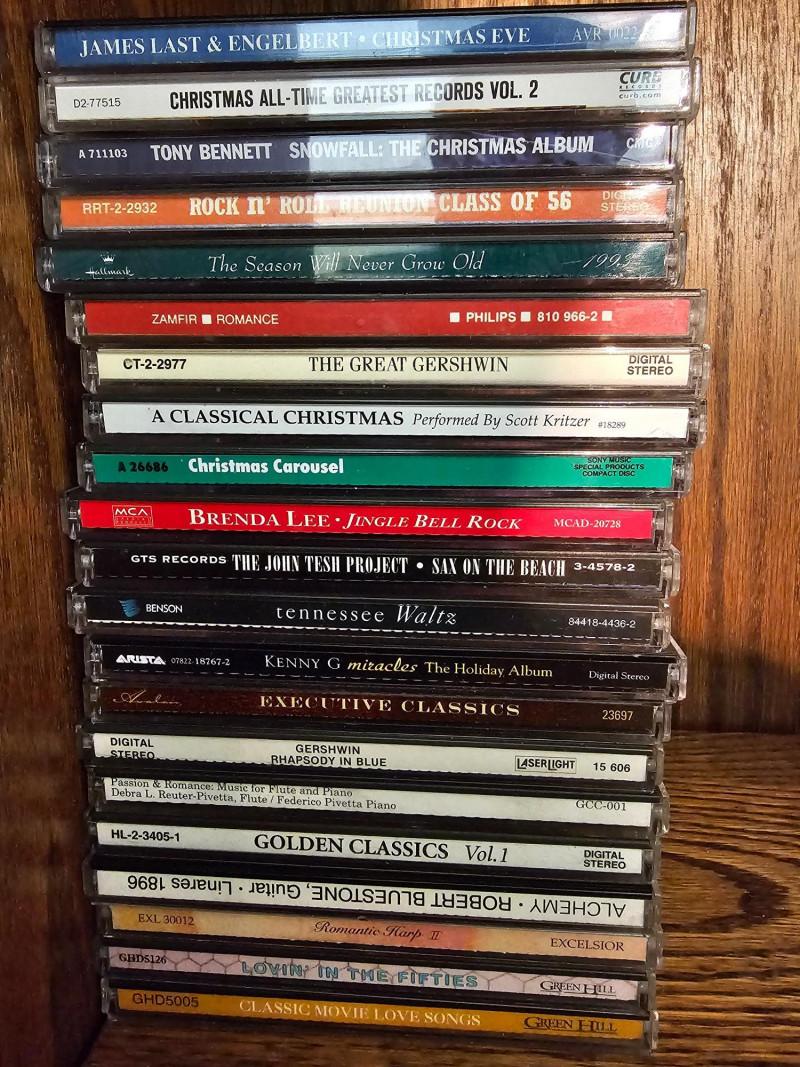 JAMES LAST & ENGELBERT • CHRISTMAS EVE AVR 0022
D2-77515 CHRISTMAS ALL-TIME GREATEST RECORDS VOL. 2 CURB RECORDS curb.com
A 711103 TONY BENNETT SNOWFALL: THE CHRISTMAS ALBUM
RRT-2-2932 ROCK n' ROLL REUNION CLASS OF 56 DIGITAL STEREO
Hallmark The Season Will Never Grow Old
ZAMFIR ■ ROMANCE ■ PHILIPS ■ 810 966-2 ■
CT-2-2977 THE GREAT GERSHWIN DIGITAL STEREO
A CLASSICAL CHRISTMAS Performed By Scott Kritzer #18289
A 26686 Christmas Carousel SONY MUSIC SPECIAL PRODUCTS COMPACT DISC
MCA BRENDA LEE • JINGLE BELL ROCK MCAD-20728
GTS RECORDS THE JOHN TESH PROJECT • SAX ON THE BEACH 3-4578-2
BENSON tennessee Waltz 84418-4436-2
ARISTA 07822-18767-2 KENNY G miracles The Holiday Album Digital Stereo
Avalon EXECUTIVE CLASSICS 23697
DIGITAL STEREO GERSHWIN
RHAPSODY IN BLUE LASERLIGHT 15 606
Passion & Romance: Music for Flute and Piano
Debra L. Reuter-Pivetta, Flute / Federico Pivetta Piano GCC-001
HL-2-3405-1 GOLDEN CLASSICS Vol.1 DIGITAL STEREO
ALCHEMY • ROBERT BLUESTONE, Guitar • Linares 1896
EXL 30012 Romantic Harp II EXCELSIOR
GHD5126 LOVIN' IN THE FIFTIES GREEN HILL
GHD5005 CLASSIC MOVIE LOVE SONGS GREEN HILL